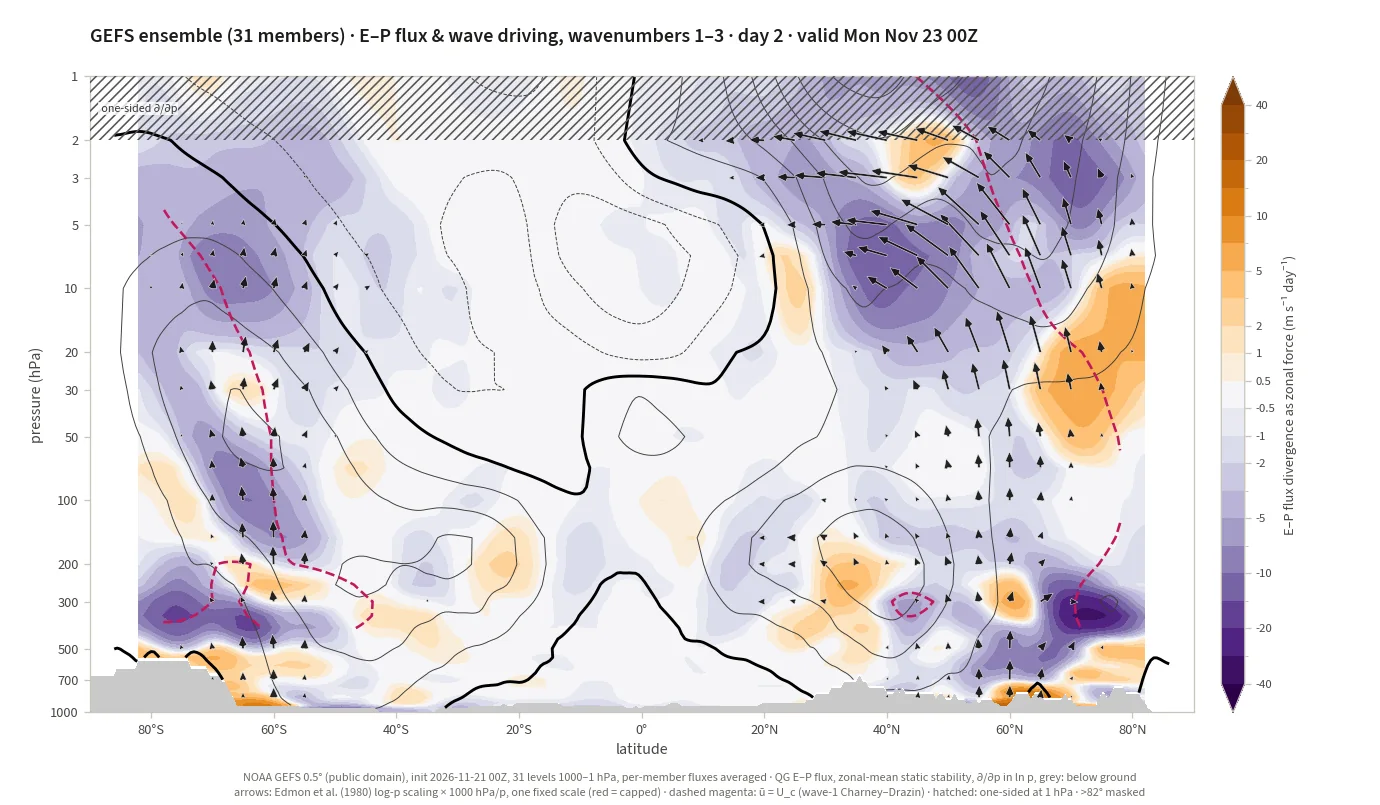 GEFS ensemble (31 members) · E–P flux & wave driving, wavenumbers 1–3 · day 2 · valid Mon Nov 23 00Z
one-sided ∂/∂p
1
2
3
5
10
20
30
50
100
200
300
500
700
1000
pressure (hPa)
80°S
60°S
40°S
20°S
0°
20°N
40°N
60°N
80°N
latitude
40
20
10
5
2
1
0.5
-0.5
-1
-2
-5
-10
-20
-40
E–P flux divergence as zonal force (m s⁻¹ day⁻¹)
NOAA GEFS 0.5° (public domain), init 2026-11-21 00Z, 31 levels 1000–1 hPa, per-member fluxes averaged · QG E–P flux, zonal-mean static stability, ∂/∂p in ln p, grey: below ground
arrows: Edmon et al. (1980) log-p scaling × 1000 hPa/p, one fixed scale (red = capped) · dashed magenta: ū = U_c (wave-1 Charney–Drazin) · hatched: one-sided at 1 hPa · >82° masked